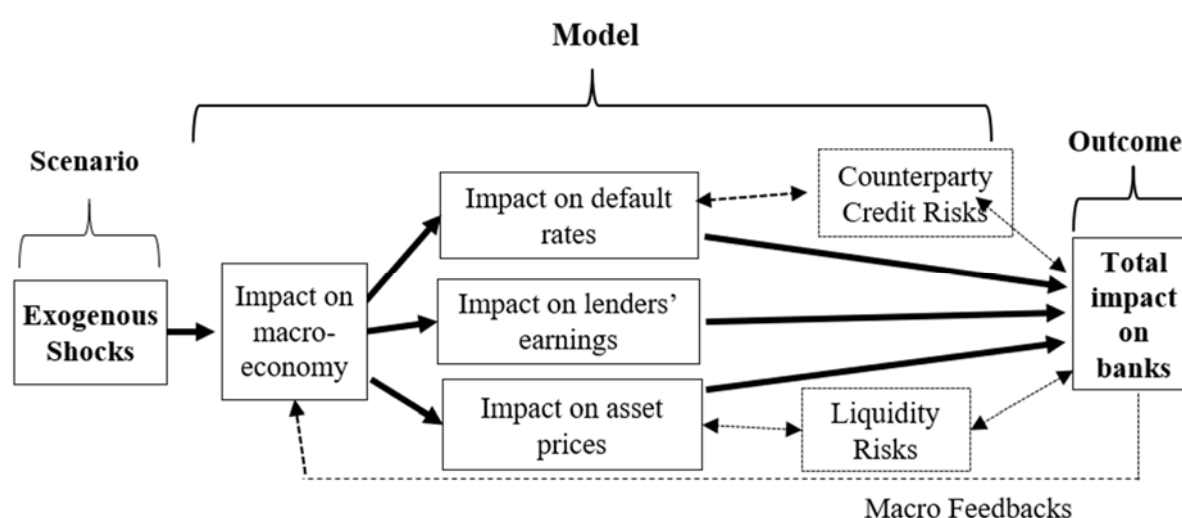 Model
Scenario
Outcome
Exogenous
Shocks
Impact on
macro-
economy
Impact on default
rates
Impact on lenders’
earnings
Impact on asset
prices
Counterparty
Credit Risks
Liquidity
Risks
Total
impact
on
banks
Macro Feedbacks